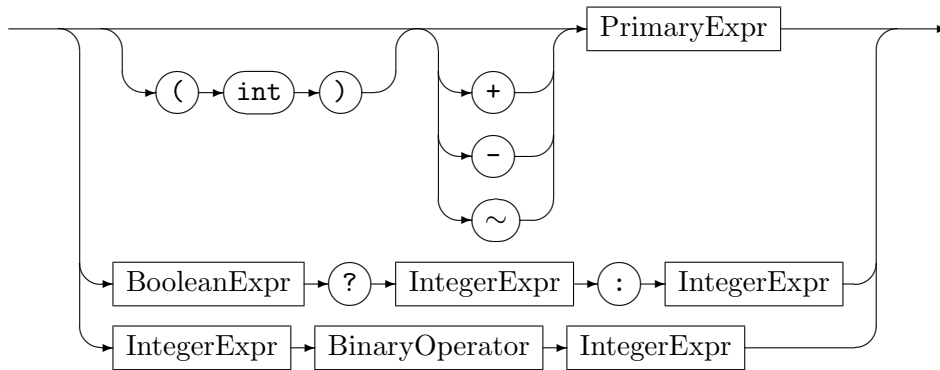 PrimaryExpr
( int ) +
-
~
BooleanExpr ? IntegerExpr : IntegerExpr
IntegerExpr BinaryOperator IntegerExpr